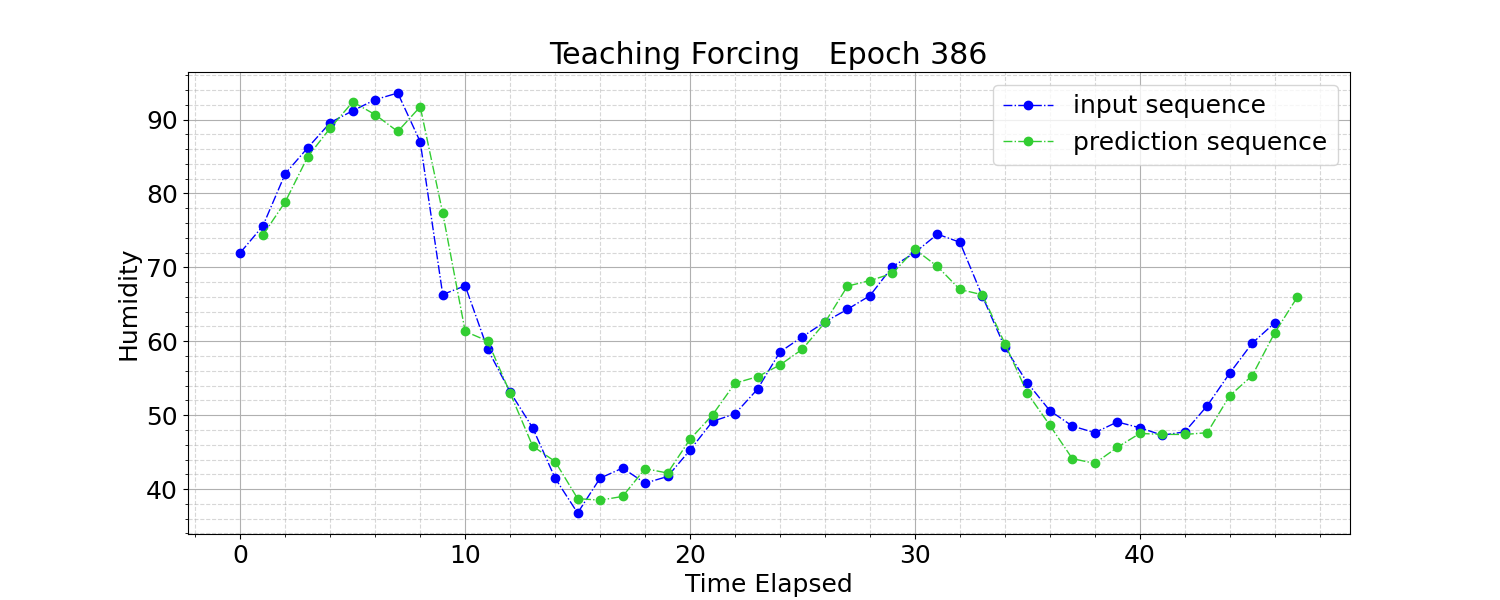 Teaching Forcing   Epoch 386
input sequence
prediction sequence
Humidity
90
80
70
60
50
40
0 10 20 30 40
Time Elapsed